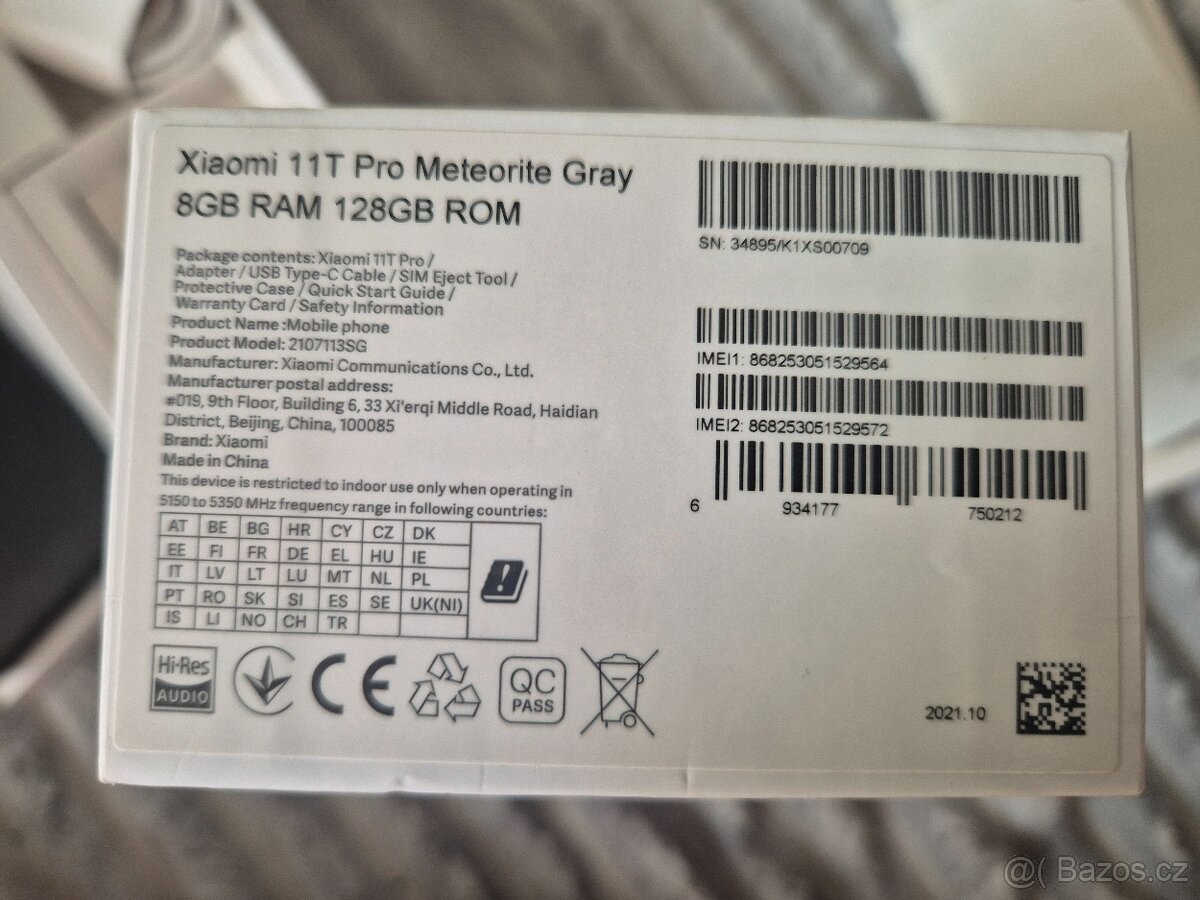 Xiaomi 11T Pro Meteorite Gray
8GB RAM 128GB ROM
Package contents: Xiaomi 11T Pro /
Adapter / USB Type-C Cable / SIM Eject Tool /
Protective Case / Quick Start Guide /
Warranty Card / Safety Information
Product Name :Mobile phone
Product Model: 2107113SG
Manufacturer: Xiaomi Communications Co., Ltd.
Manufacturer postal address:
#019, 9th Floor, Building 6, 33 Xi'erqi Middle Road, Haidian
District, Beijing, China, 100085
Brand: Xiaomi
Made in China
This device is restricted to indoor use only when operating in
5150 to 5350 MHz frequency range in following countries:
AT BE BG HR CY CZ DK
EE FI FR DE EL HU IE
IT LV LT LU MT NL PL
PT RO SK SI ES SE UK(NI)
IS LI NO CH TR
Hi-Res
AUDIO
CE
QC
PASS
SN: 34895/K1XS00709
IMEI1: 868253051529564
IMEI2: 868253051529572
6 934177 750212
2021.10
@( Bazos.cz